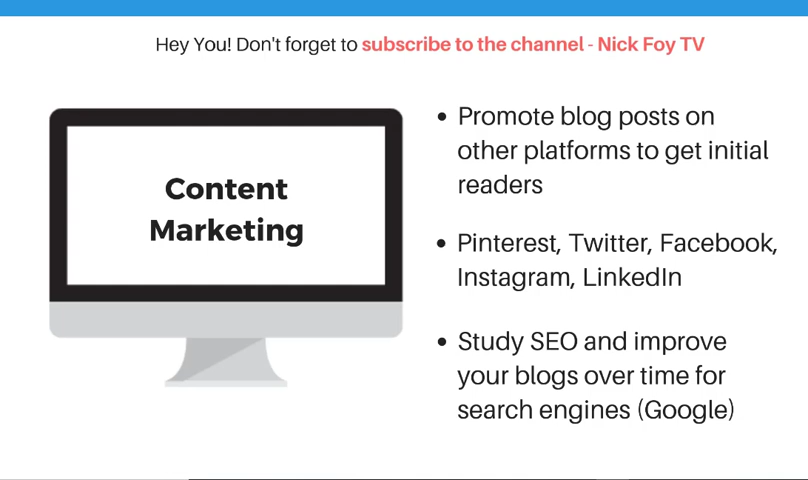 Hey You! Don't forget to subscribe to the channel - Nick Foy TV
Content
Marketing
• Promote blog posts on
other platforms to get initial
readers
• Pinterest, Twitter, Facebook,
Instagram, LinkedIn
• Study SEO and improve
your blogs over time for
search engines (Google)